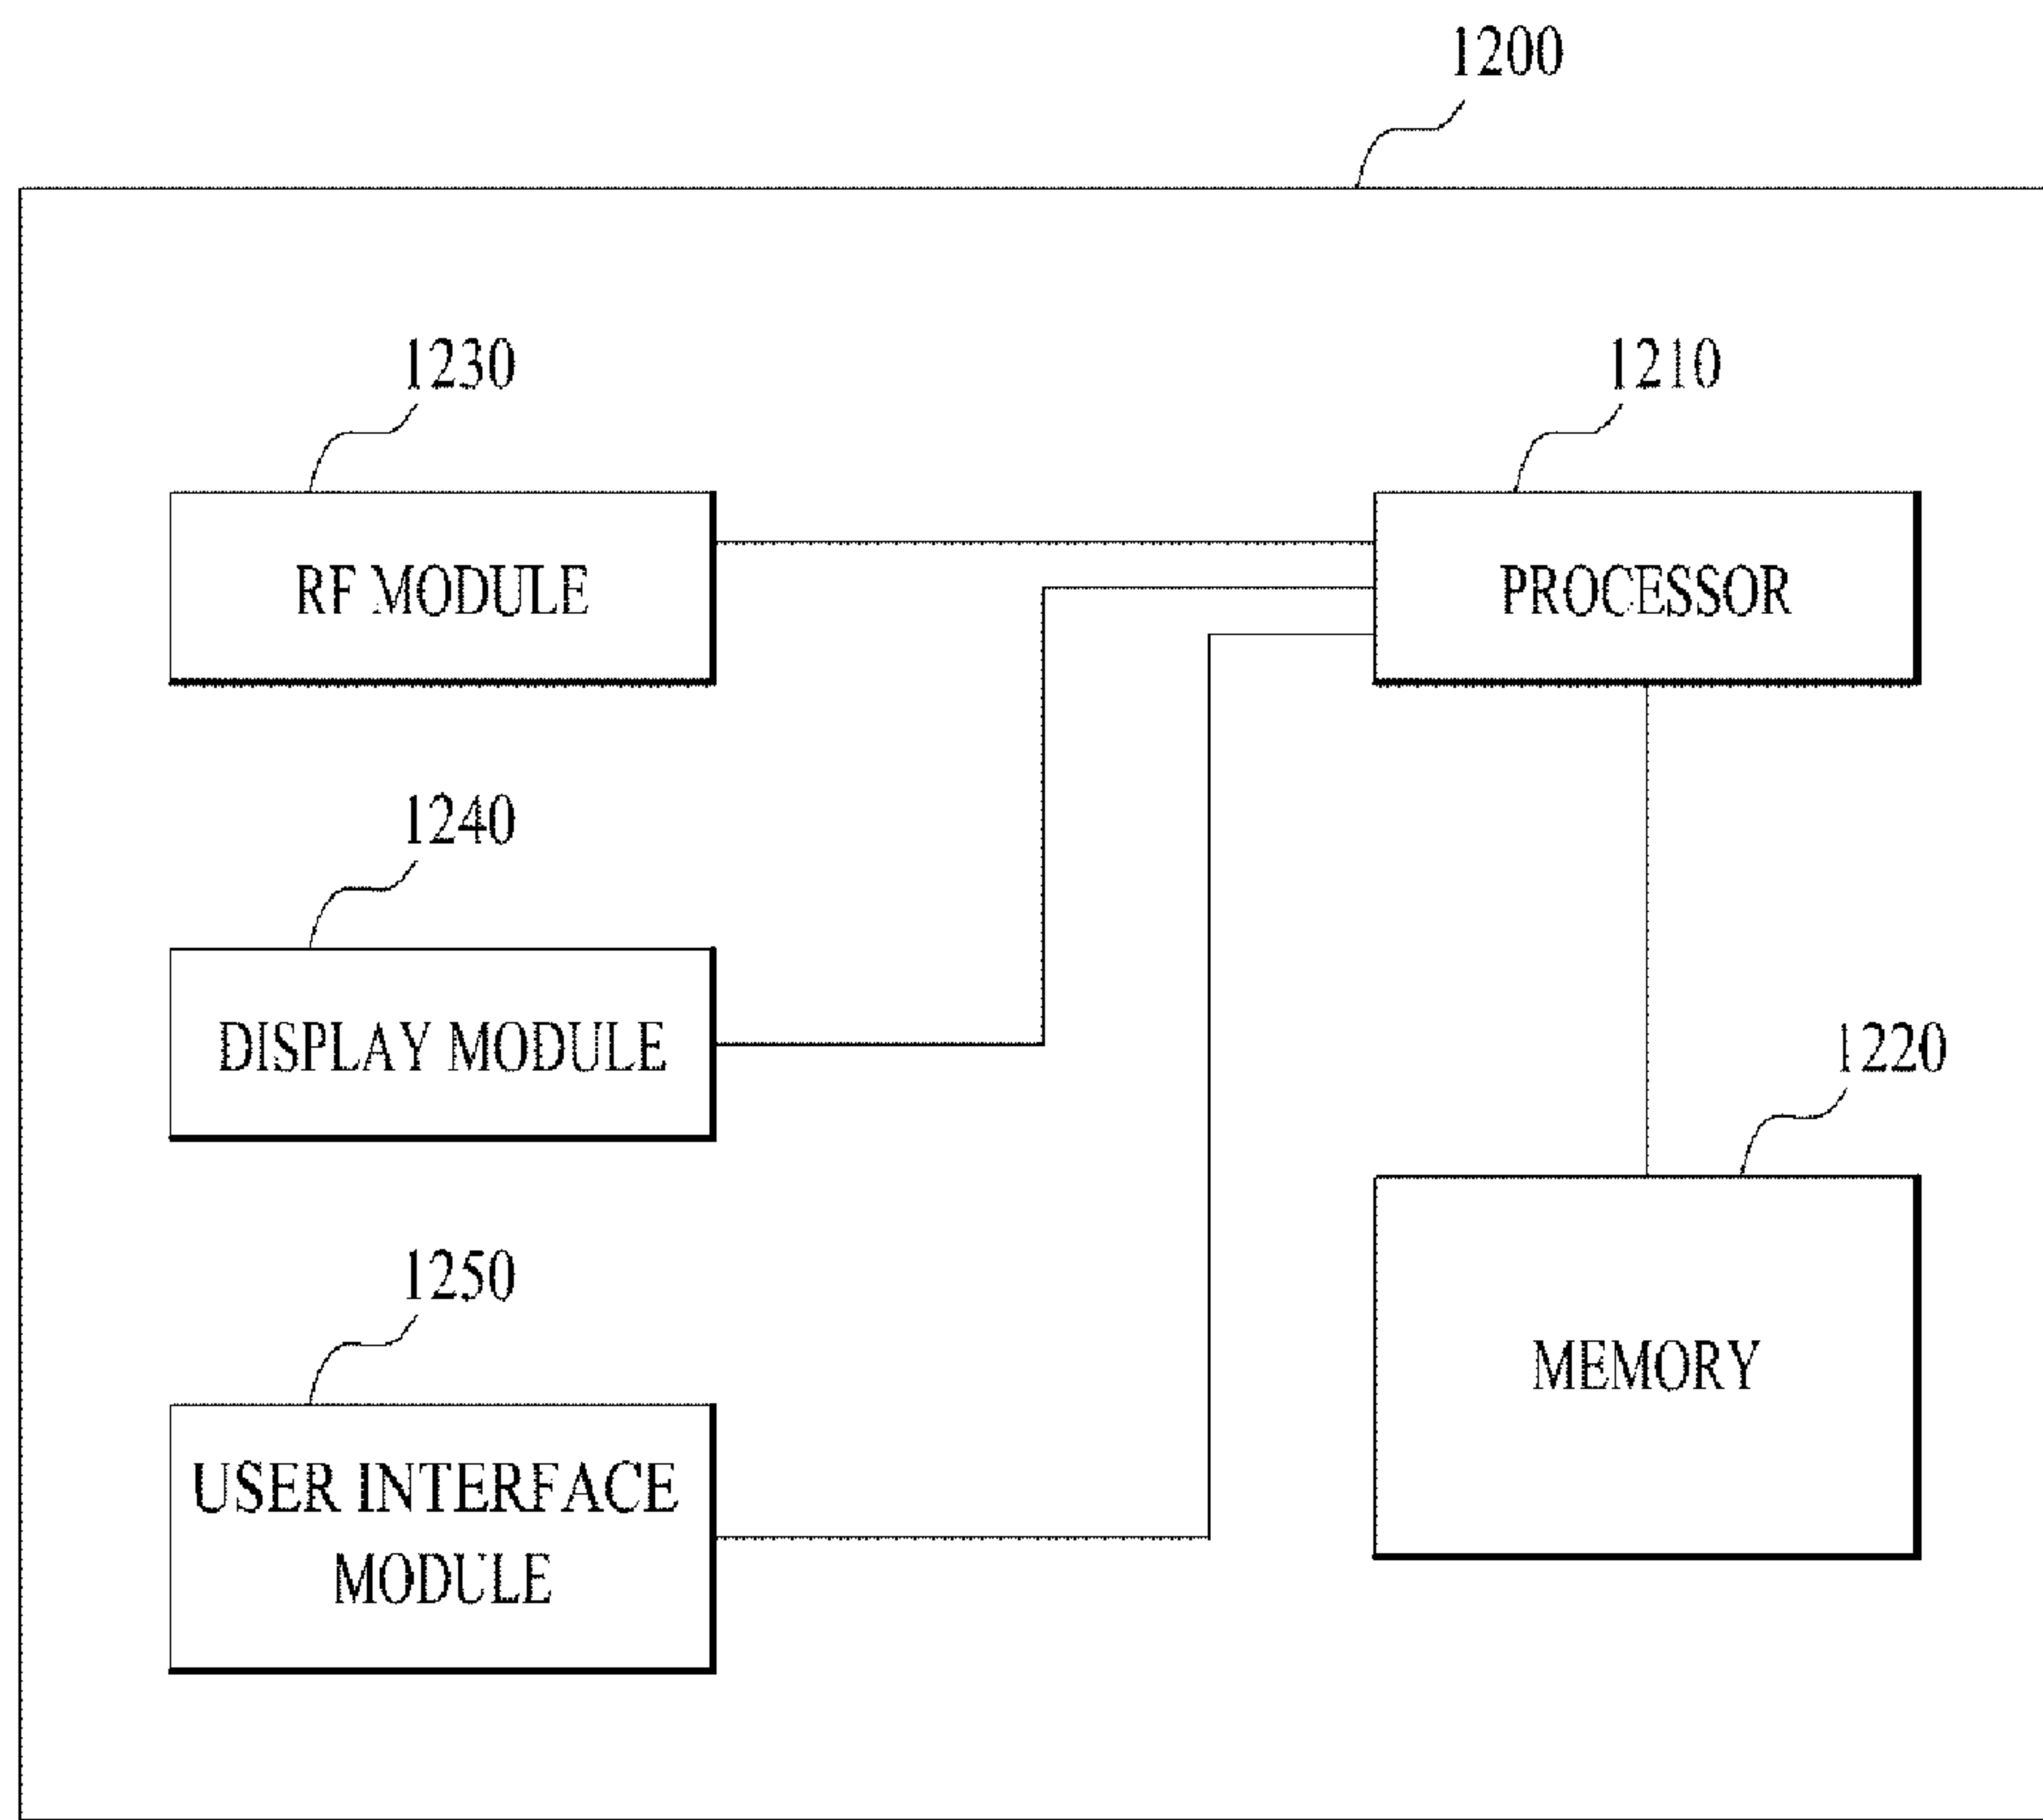 1200
1230
1210
RF MODULE
PROCESSOR
1240
DISPLAY MODULE
1220
1250
MEMORY
USER INTERFACE
MODULE